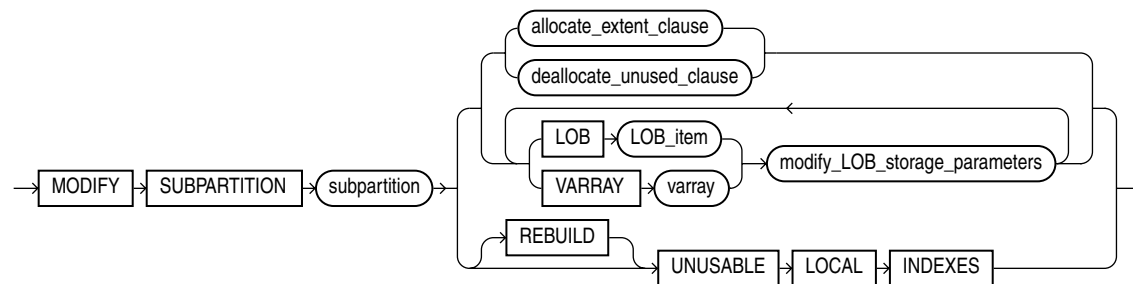 allocate_extent_clause
deallocate_unused_clause
LOB LOB_item
modify_LOB_storage_parameters
MODIFY SUBPARTITION subpartition VARRAY varray
REBUILD
UNUSABLE LOCAL INDEXES